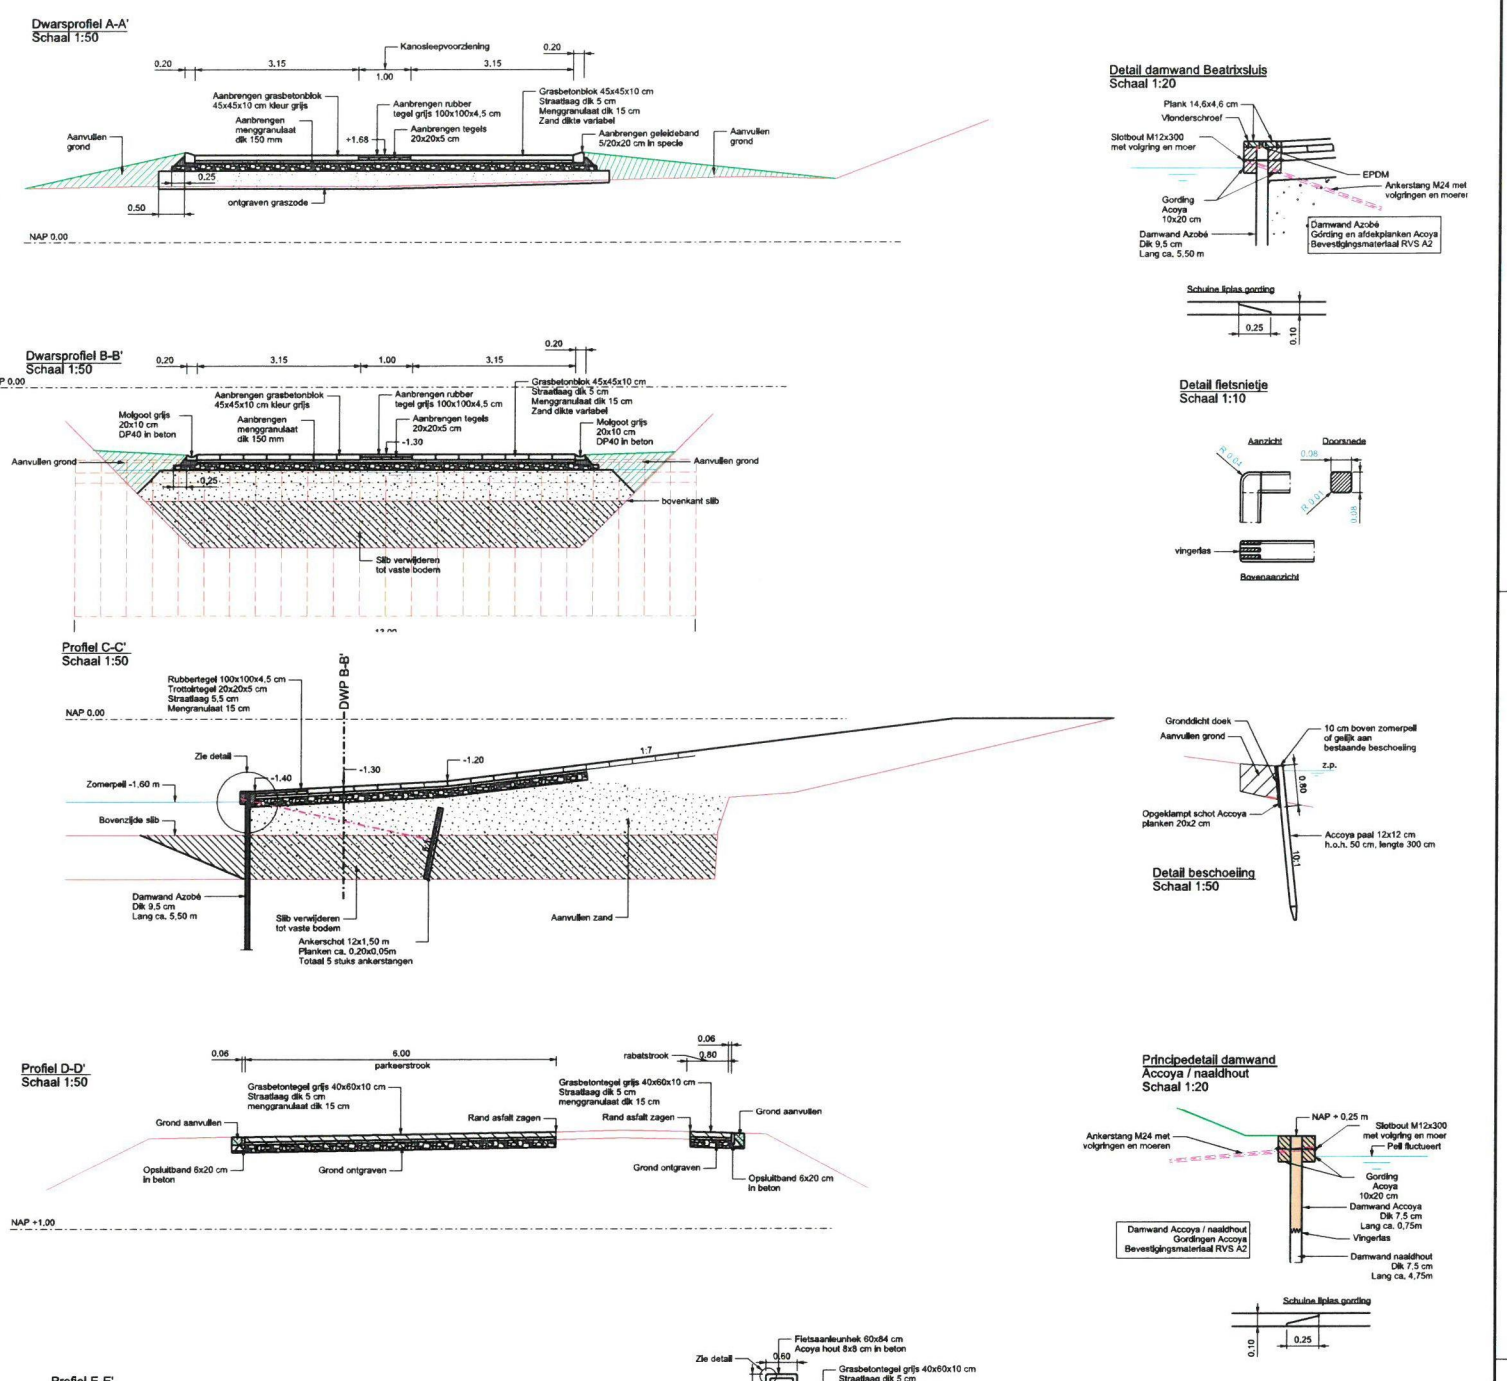 Dwarsprofiel A-A'
Schaal 1:50
Kanosleepvoorziening
0.20
3.15
1.00
3.15
0.20
Aanbrengen grasbetonblok
45x45x10 cm kleur grijs
Aanbrengen
menggranulaat
dik 150 mm
Aanvullen
grond
+1.68
Aanbrengen rubber
tegel grijs 100x100x4,5 cm
Aanbrengen tegels
20x20x5 cm
Grasbetonblok 45x45x10 cm
Straatlaag dik 5 cm
Menggranulaat dik 15 cm
Zand dikte variabel
Aanbrengen geleideband
5/20x20 cm in specie
Aanvullen
grond
0.25
0.50
ontgraven graszode
NAP 0.00
Detail damwand Beatrixsluis
Schaal 1:20
Plank 14,6x4,6 cm
Vlonderschroef
Slotbout M12x300
met volgring en moer
EPDM
Ankerstang M24 met
volgringen en moeren
Gording
Acoya
10x20 cm
Damwand Azobé
Dik 9,5 cm
Lang ca. 5,50 m
Damwand Azobé
Gording en afdekplanken Acoya
Bevestigingsmateriaal RVS A2
Schuine liplas gording
0.25
0.10
Dwarsprofiel B-B'
Schaal 1:50
P 0.00
0.20
3.15
1.00
3.15
0.20
Molgoot grijs
20x10 cm
DP40 in beton
Aanbrengen grasbetonblok
45x45x10 cm kleur grijs
Aanbrengen
menggranulaat
dik 150 mm
Aanbrengen rubber
tegel grijs 100x100x4,5 cm
Aanbrengen tegels
20x20x5 cm
-1.30
Grasbetonblok 45x45x10 cm
Straatlaag dik 5 cm
Menggranulaat dik 15 cm
Zand dikte variabel
Molgoot grijs
20x10 cm
DP40 in beton
Aanvullen grond
Aanvullen grond
0.25
bovenkant slib
Slib verwijderen
tot vaste bodem
13.00
Detail fietsnietje
Schaal 1:10
Aanzicht
Doorsnede
R 0.04
0.08
R 0.01
0.08
vingerlas
Bovenaanzicht
Profiel C-C'
Schaal 1:50
DWP B-B'
Rubbertegel 100x100x4,5 cm
Trottoirtegel 20x20x5 cm
Straatlaag 5,5 cm
Mengranulaat 15 cm
NAP 0.00
Zie detail
-1.40
-1.30
-1.20
1:7
Zomerpeil -1,60 m
Bovenzijde slib
Damwand Azobé
Dik 9,5 cm
Lang ca. 5,50 m
Slib verwijderen
tot vaste bodem
Ankerschot 12x1,50 m
Planken ca. 0,20x0,05m
Totaal 5 stuks ankerstangen
Aanvullen zand
Gronddicht doek
Aanvullen grond
10 cm boven zomerpeil
of gelijk aan
bestaande beschoeiing
z.p.
0.80
Opgeklampt schot Accoya
planken 20x2 cm
Accoya paal 12x12 cm
h.o.h. 50 cm, lengte 300 cm
10:1
Detail beschoeiing
Schaal 1:50
Profiel D-D'
Schaal 1:50
0.06
6.00
parkeerstrook
rabatstrook
0.06
0.80
Grasbetontegel grijs 40x60x10 cm
Straatlaag dik 5 cm
menggranulaat dik 15 cm
Grasbetontegel grijs 40x60x10 cm
Straatlaag dik 5 cm
menggranulaat dik 15 cm
Grond aanvullen
Rand asfalt zagen
Rand asfalt zagen
Grond aanvullen
Opsluitband 6x20 cm
in beton
Grond ontgraven
Grond ontgraven
Opsluitband 6x20 cm
in beton
NAP +1.00
Principedetail damwand
Accoya / naaldhout
Schaal 1:20
NAP + 0,25 m
Slotbout M12x300
met volgring en moer
Peil fluctueert
Ankerstang M24 met
volgringen en moeren
Gording
Acoya
10x20 cm
Damwand Accoya
Dik 7,5 cm
Lang ca. 0,75m
Vingerlas
Damwand Accoya / naaldhout
Gordingen Accoya
Bevestigingsmateriaal RVS A2
Damwand naaldhout
Dik 7,5 cm
Lang ca. 4,75m
Schuine liplas gording
0.10
0.25
Fietsaanleunhek 60x84 cm
Acoya hout 8x8 cm in beton
Zie detail
0.60
Grasbetontegel grijs 40x60x10 cm
Straatlaag dik 5 cm
Profiel E-E'